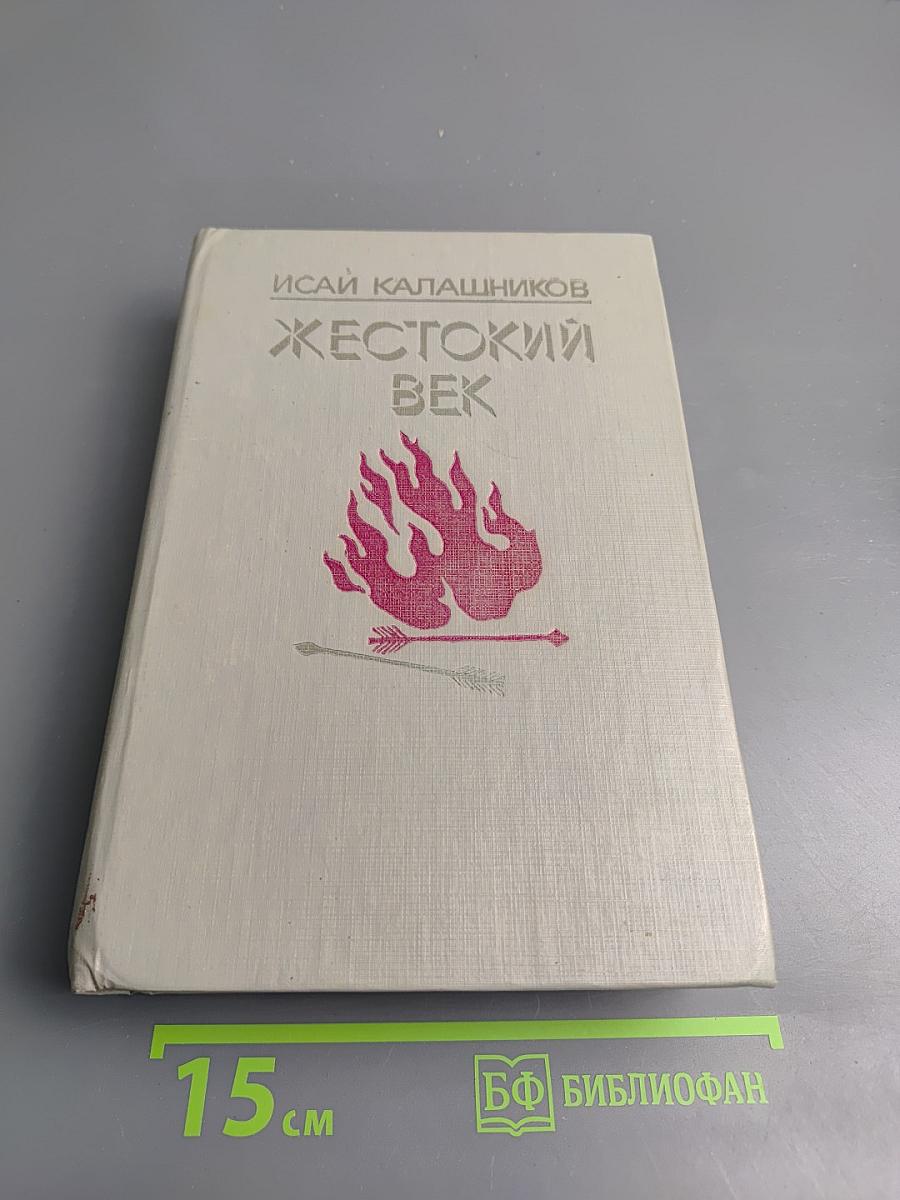 ИСАЙ КАЛАШНИКОВ
ЖЕСТОКИЙ
ВЕК
15 см
БФ БИБЛИОФАН